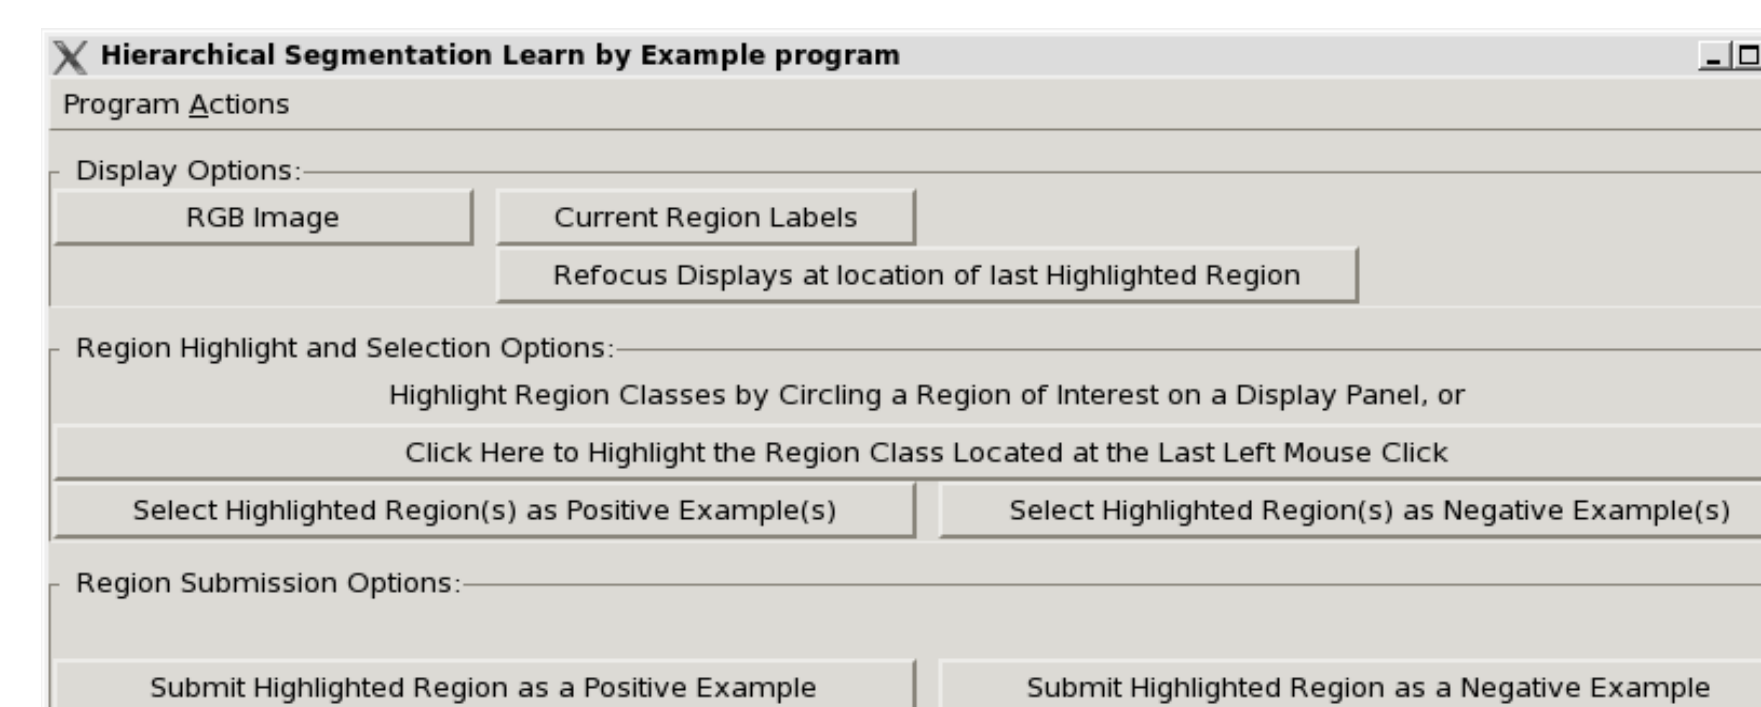 Hierarchical Segmentation Learn by Example program
Program Actions
Display Options:
RGB Image
Current Region Labels
Refocus Displays at location of last Highlighted Region
Region Highlight and Selection Options:
Highlight Region Classes by Circling a Region of Interest on a Display Panel, or
Click Here to Highlight the Region Class Located at the Last Left Mouse Click
Select Highlighted Region(s) as Positive Example(s)
Select Highlighted Region(s) as Negative Example(s)
Region Submission Options:
Submit Highlighted Region as a Positive Example
Submit Highlighted Region as a Negative Example